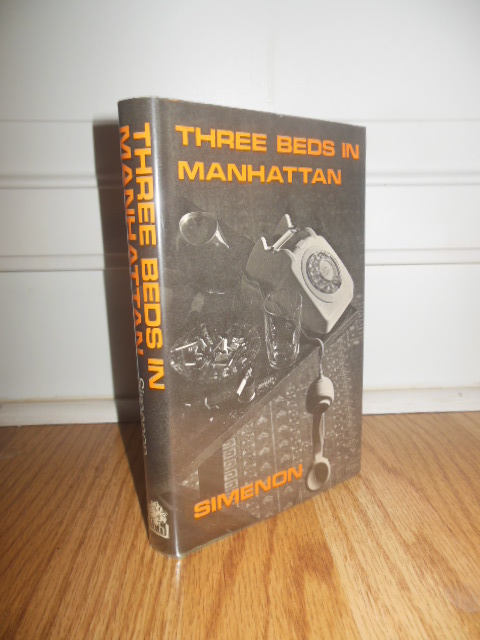 THREE BEDS IN
MANHATTAN
SIMENON
THREE BEDS IN
MANHATTAN
Simenon